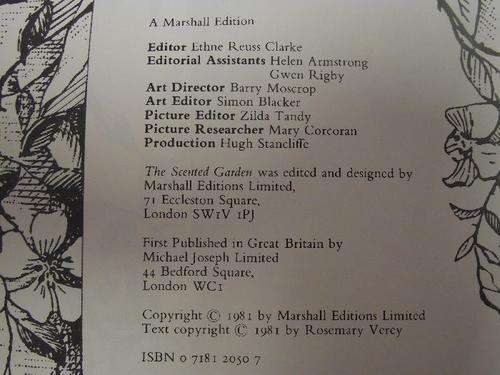 A Marshall Edition
Editor Ethne Reuss Clarke
Editorial Assistants Helen Armstrong
Gwen Rigby
Art Director Barry Moscrop
Art Editor Simon Blacker
Picture Editor Zilda Tandy
Picture Researcher Mary Corcoran
Production Hugh Stancliffe
The Scented Garden was edited and designed by
Marshall Editions Limited,
71 Eccleston Square,
London SW1V 1PJ
First Published in Great Britain by
Michael Joseph Limited
44 Bedford Square,
London WC1
Copyright © 1981 by Marshall Editions Limited
Text copyright © 1981 by Rosemary Verey
ISBN 0 7181 2050 7